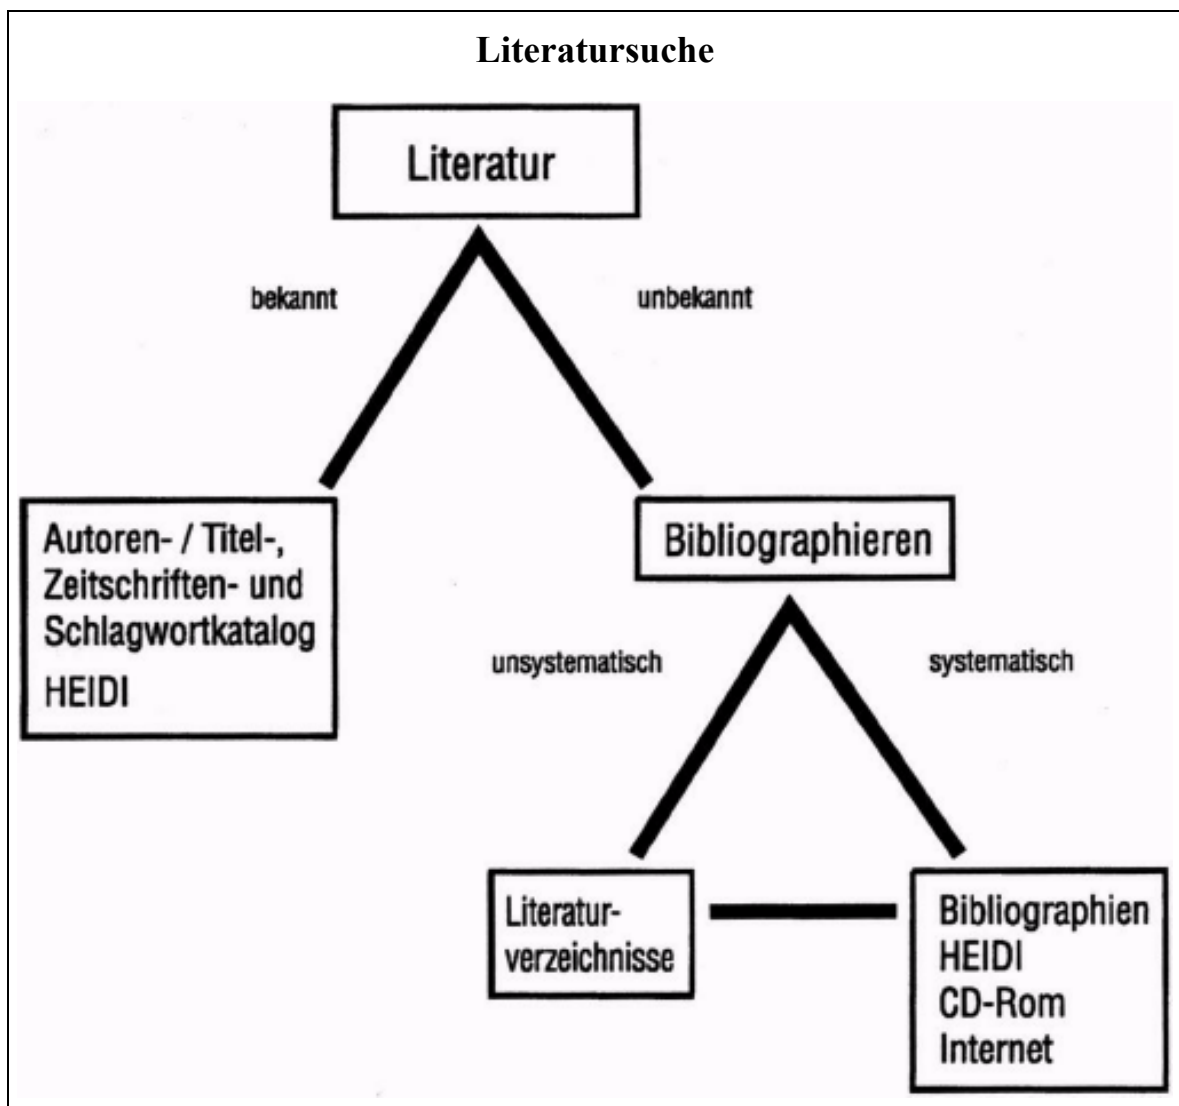 Literatursuche
Literatur
bekannt
unbekannt
Autoren- / Titel-,
Zeitschriften- und
Schlagwortkatalog
HEIDI
Bibliographieren
unsystematisch
systematisch
Literatur-
verzeichnisse
Bibliographien
HEIDI
CD-Rom
Internet